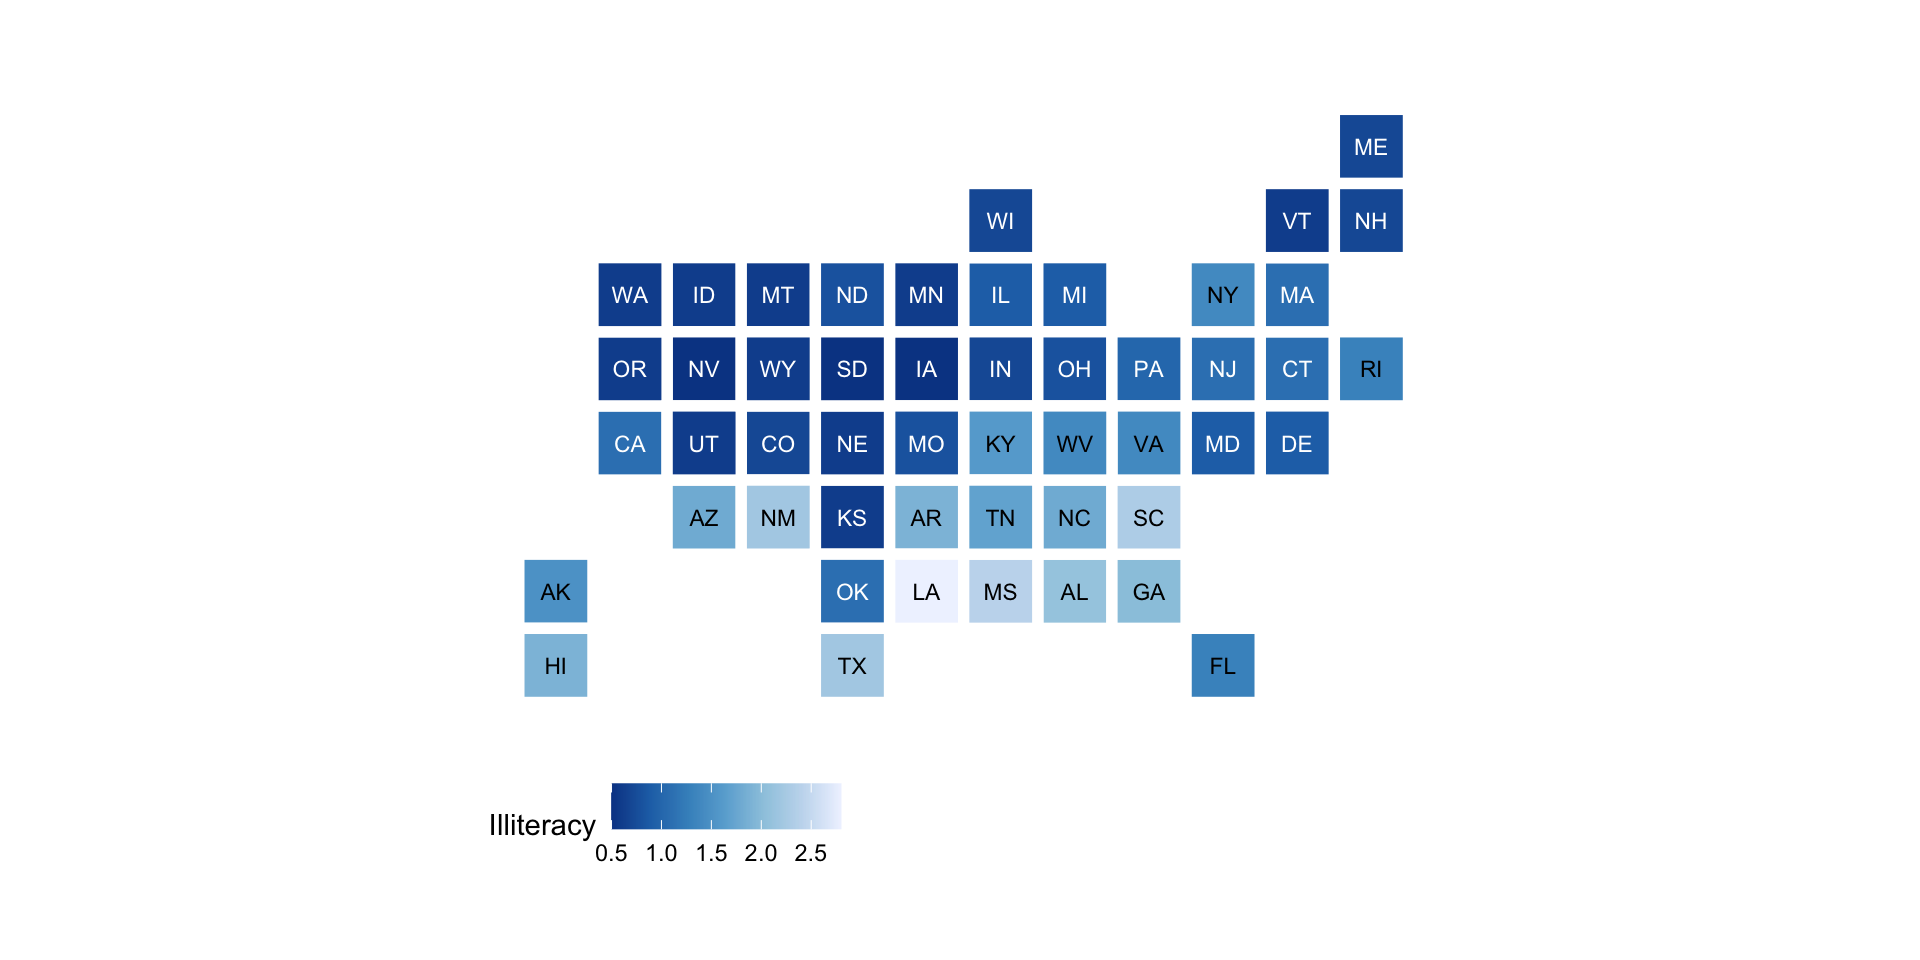 ME
WI VT NH
WA ID MT ND MN IL MI NY MA
OR NV WY SD IA IN OH PA NJ CT RI
CA UT CO NE MO KY WV VA MD DE
AZ NM KS AR TN NC SC
AK OK LA MS AL GA
HI TX FL
Illiteracy
0.5 1.0 1.5 2.0 2.5